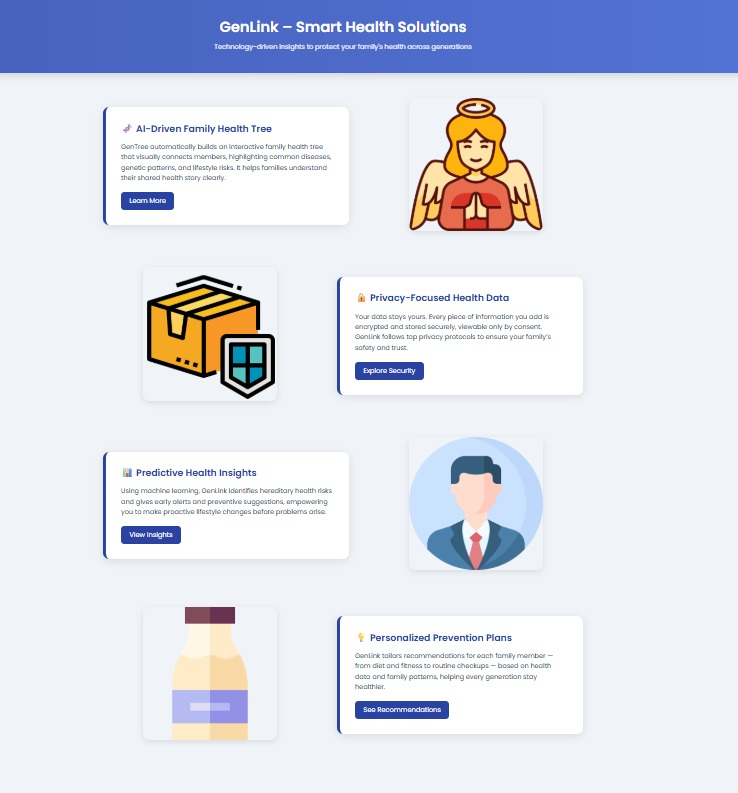 GenLink – Smart Health Solutions
Technology-driven insights to protect your family's health across generations
AI-Driven Family Health Tree
GenTree automatically builds an interactive family health tree
that visually connects members, highlighting common diseases,
genetic patterns, and lifestyle risks. It helps families understand
their shared health story clearly.
Learn More
Privacy-Focused Health Data
Your data stays yours. Every piece of information you add is
encrypted and stored securely, viewable only by consent.
GenLink follows top privacy protocols to ensure your family's
safety and trust.
Explore Security
Predictive Health Insights
Using machine learning, GenLink identifies hereditary health risks
and gives early alerts and preventive suggestions, empowering
you to make proactive lifestyle changes before problems arise.
View Insights
Personalized Prevention Plans
GenLink tailors recommendations for each family member —
from diet and fitness to routine checkups — based on health
data and family patterns, helping every generation stay
healthier.
See Recommendations